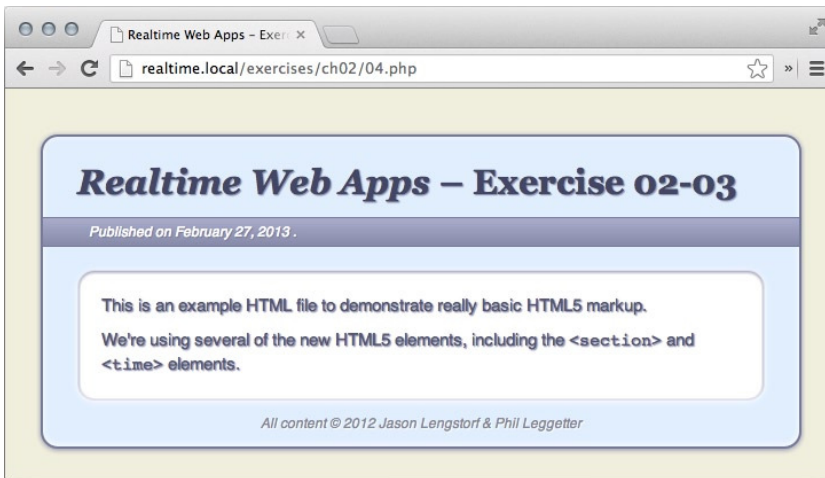 Realtime Web Apps – Exer
realtime.local/exercises/ch02/04.php
Realtime Web Apps – Exercise 02-03
Published on February 27, 2013 .
This is an example HTML file to demonstrate really basic HTML5 markup.
We're using several of the new HTML5 elements, including the <section> and
<time> elements.
All content © 2012 Jason Lengstorf & Phil Leggetter